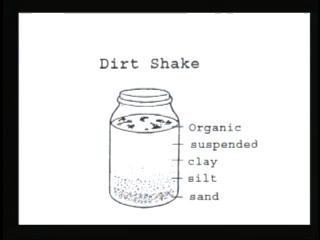 Dirt Shake
Organic
suspended
clay
silt
sand